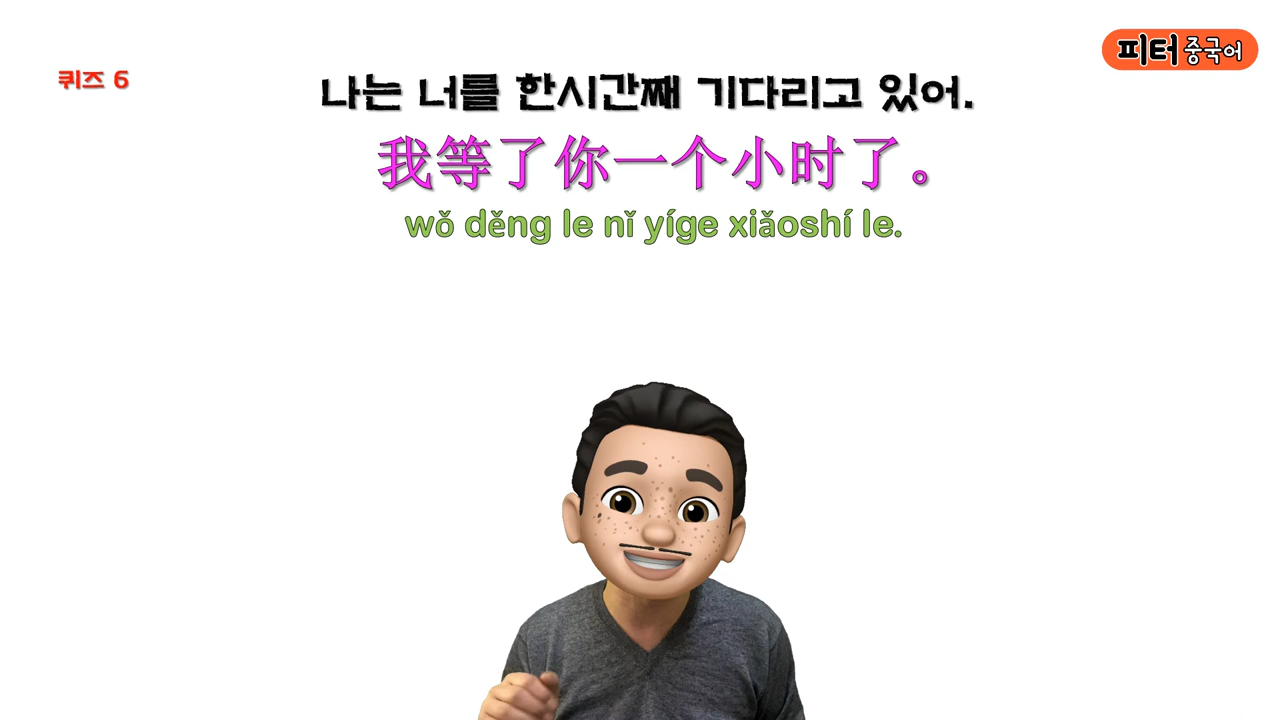 피터 중국어
퀴즈 6
나는 너를 한시간째 기다리고 있어.
我等了你一个小时了。
wǒ děng le nǐ yíge xiǎoshí le.